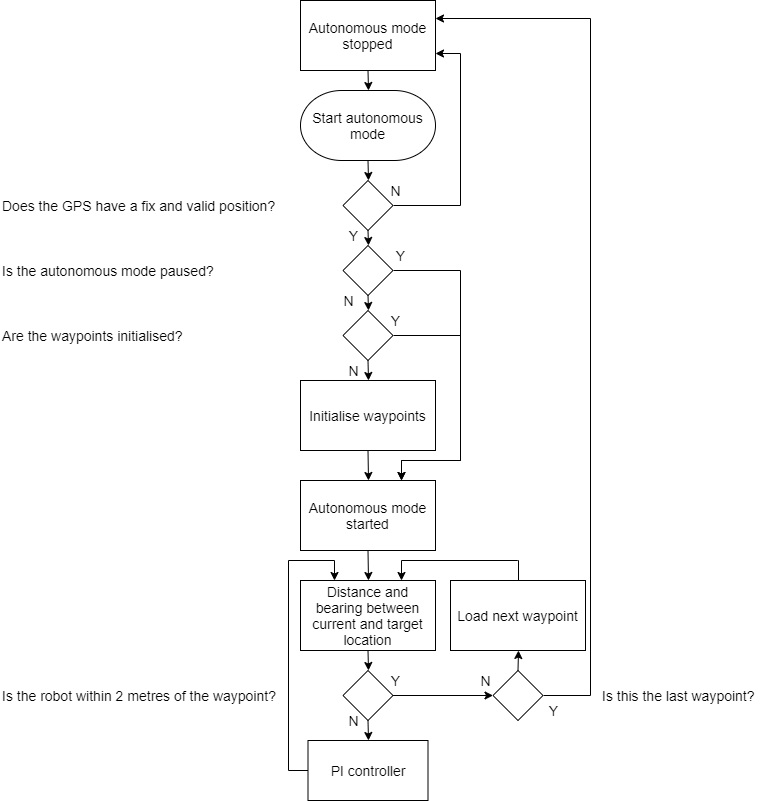 Autonomous mode
stopped
Start autonomous
mode
N
Does the GPS have a fix and valid position?
Y
Y
Is the autonomous mode paused?
N
Y
Are the waypoints initialised?
N
Initialise waypoints
Autonomous mode
started
Distance and
bearing between
current and target
location
Load next waypoint
Y
N
Is the robot within 2 metres of the waypoint?
Is this the last waypoint?
Y
N
PI controller